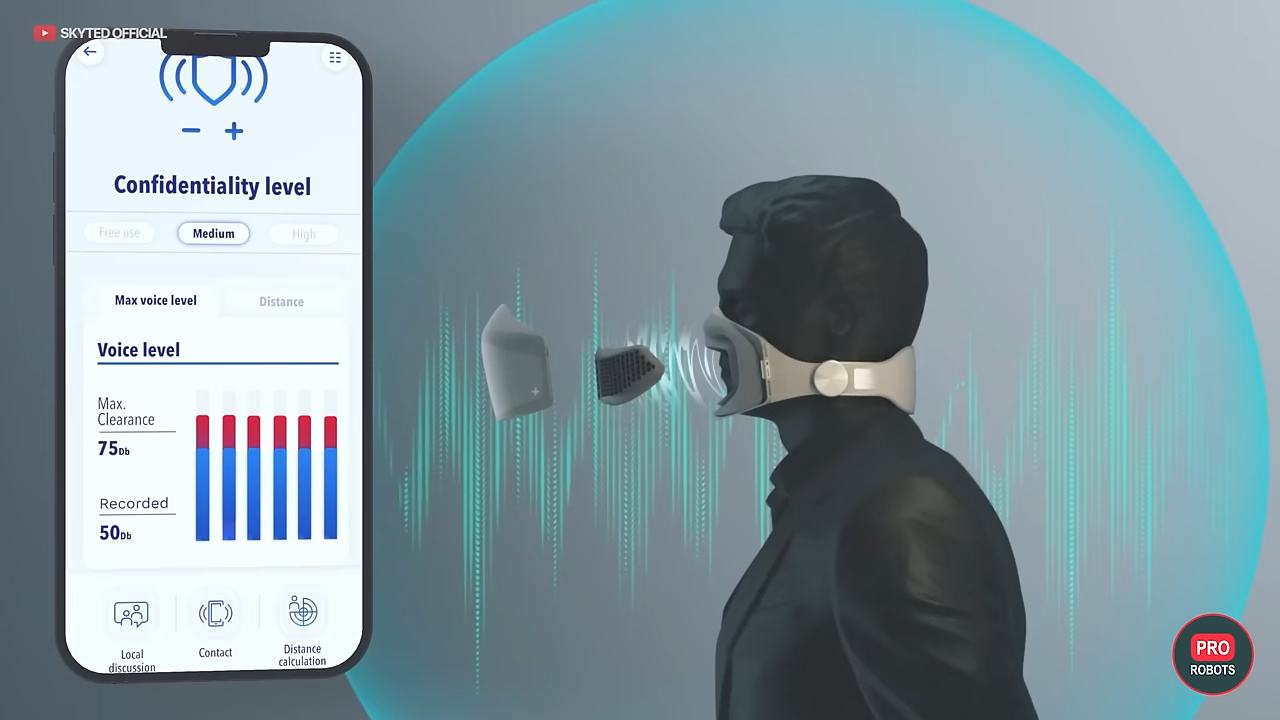 SKYTED OFFICIAL
Confidentiality level
Free use
Medium
High
Max voice level
Distance
Voice level
Max.
Clearance
75Db
Recorded
50Db
Local
discussion
Contact
Distance
calculation
PRO
ROBOTS